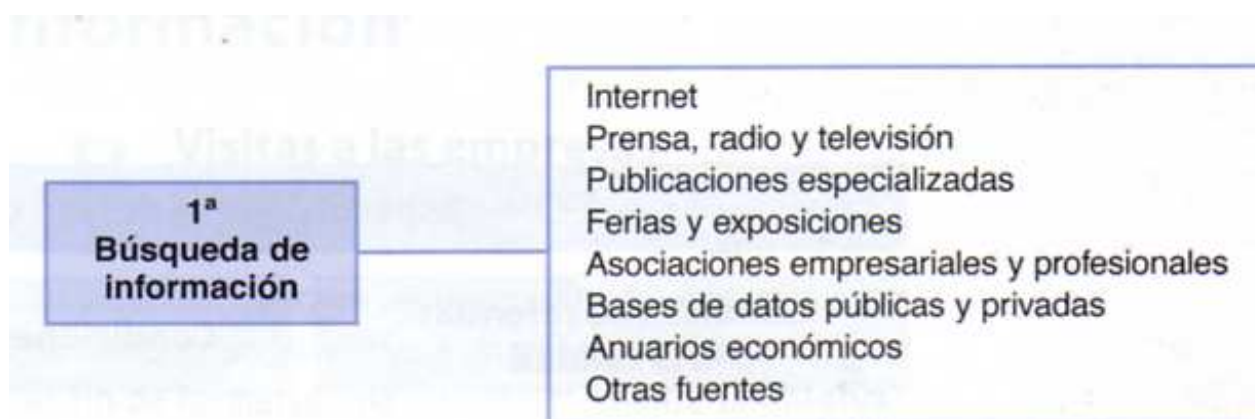 1ª
Búsqueda de
información
Internet
Prensa, radio y televisión
Publicaciones especializadas
Ferias y exposiciones
Asociaciones empresariales y profesionales
Bases de datos públicas y privadas
Anuarios económicos
Otras fuentes